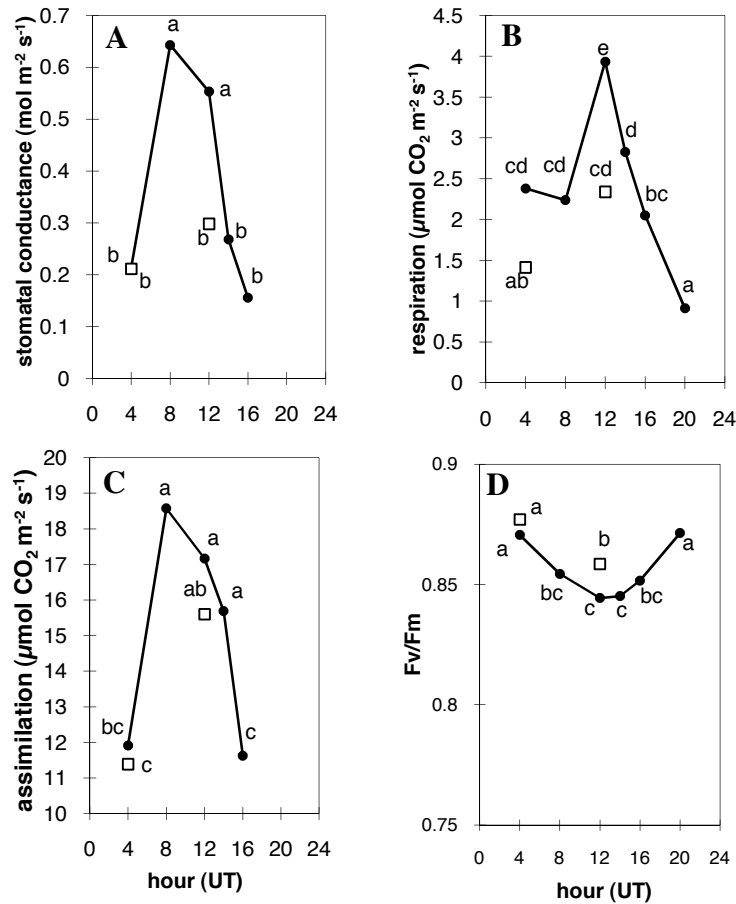 A
stomatal conductance (mol m⁻² s⁻¹)
0.7
0.6
0.5
0.4
0.3
0.2
0.1
0
a
a
b
b
b
b
b
0 4 8 12 16 20 24
B
respiration (µmol CO₂ m⁻² s⁻¹)
4.5
4
3.5
3
2.5
2
1.5
1
0.5
0
e
d
cd
cd
cd
bc
ab
a
0 4 8 12 16 20 24
C
assimilation (µmol CO₂ m⁻² s⁻¹)
20
19
18
17
16
15
14
13
12
11
10
a
a
ab
a
bc
c
c
0 4 8 12 16 20 24
hour (UT)
D
Fv/Fm
0.9
0.85
0.8
0.75
a
a
b
bc
c
c
bc
a
0 4 8 12 16 20 24
hour (UT)